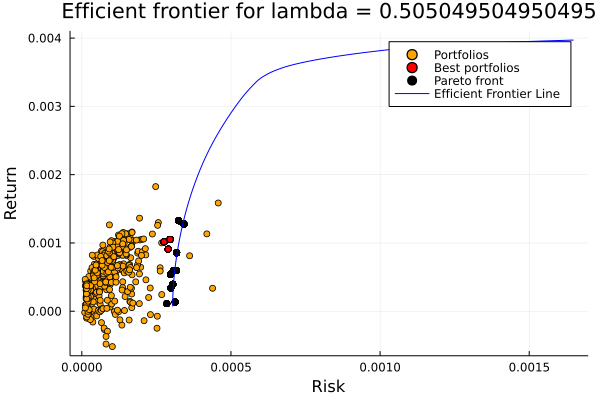 Efficient frontier for lambda = 0.505049504950495
Portfolios
Best portfolios
Pareto front
Efficient Frontier Line
Return
0.004
0.003
0.002
0.001
0.000
0.0000
0.0005
0.0010
0.0015
Risk